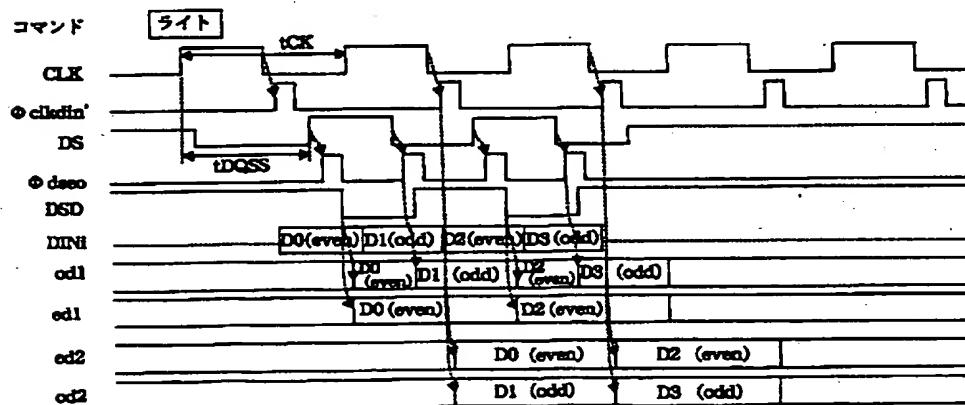 コマンド ライト
tCK
CLK
Φclkdin'
DS
tDQSS
Φdseo
DSD
DINi D0(even) D1(odd) D2(even) D3(odd)
od1 D0 (even) D1 (odd) D2 (even) D3 (odd)
ed1 D0 (even) D2 (even)
ed2 D0 (even) D2 (even)
od2 D1 (odd) D3 (odd)